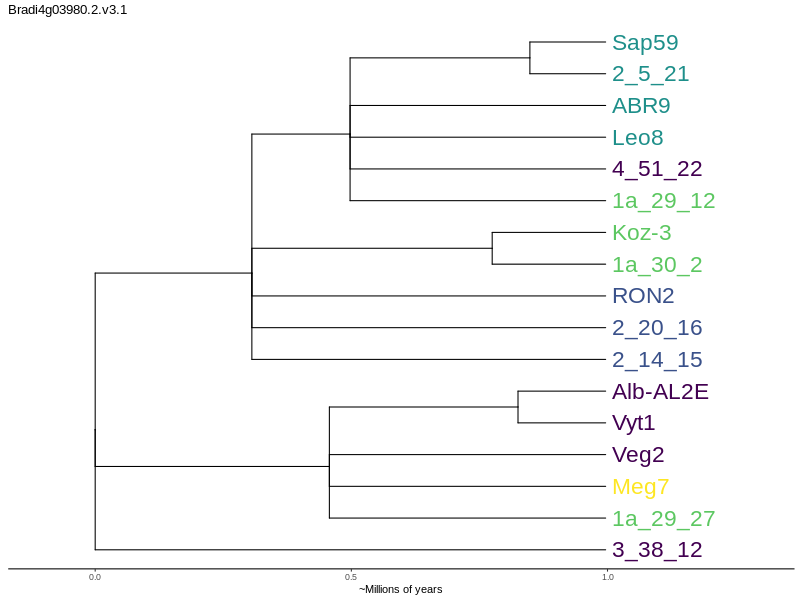 Bradi4g03980.2.v3.1
Sap59
2_5_21
ABR9
Leo8
4_51_22
1a_29_12
Koz-3
1a_30_2
RON2
2_20_16
2_14_15
Alb-AL2E
Vyt1
Veg2
Meg7
1a_29_27
3_38_12
0.0 0.5 1.0
~Millions of years